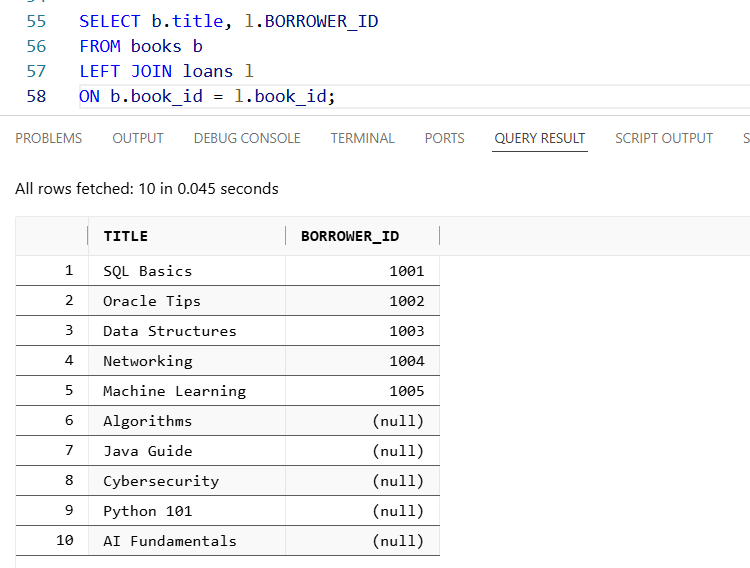 55 SELECT b.title, l.BORROWER_ID
56 FROM books b
57 LEFT JOIN loans l
58 ON b.book_id = l.book_id;
PROBLEMS OUTPUT DEBUG CONSOLE TERMINAL PORTS QUERY RESULT SCRIPT OUTPUT S
All rows fetched: 10 in 0.045 seconds
TITLE BORROWER_ID
1 SQL Basics 1001
2 Oracle Tips 1002
3 Data Structures 1003
4 Networking 1004
5 Machine Learning 1005
6 Algorithms (null)
7 Java Guide (null)
8 Cybersecurity (null)
9 Python 101 (null)
10 AI Fundamentals (null)